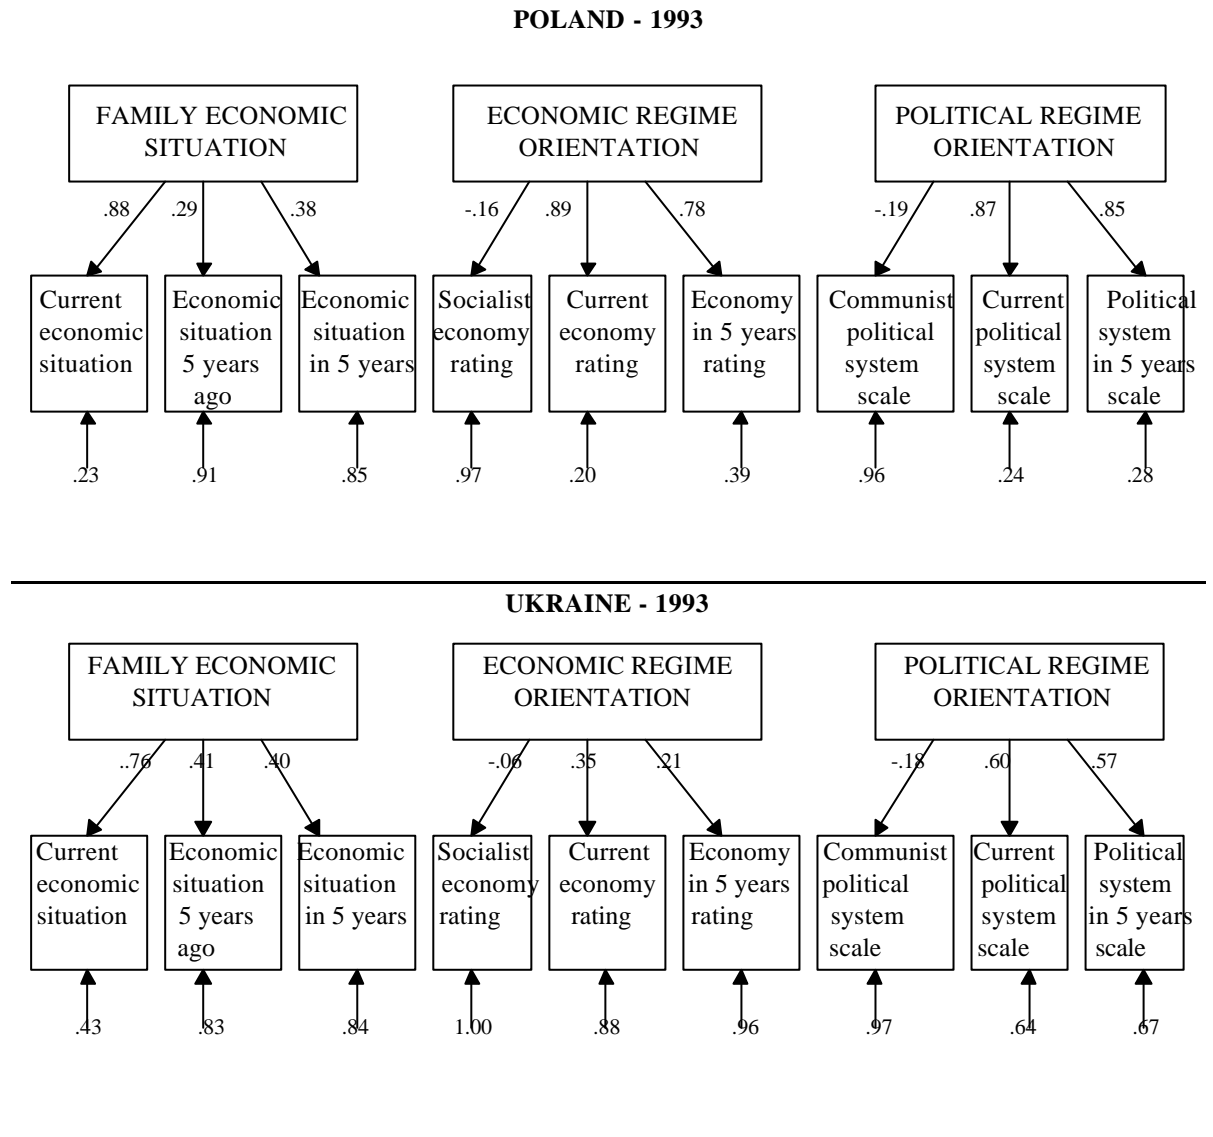 POLAND - 1993
FAMILY ECONOMIC
SITUATION
ECONOMIC REGIME
ORIENTATION
POLITICAL REGIME
ORIENTATION
.88
.29
.38
-.16
.89
.78
-.19
.87
.85
Current
economic
situation
Economic
situation
5 years
ago
Economic
situation
in 5 years
Socialist
economy
rating
Current
economy
rating
Economy
in 5 years
rating
Communist
political
system
scale
Current
political
system
scale
Political
system
in 5 years
scale
.23
.91
.85
.97
.20
.39
.96
.24
.28
UKRAINE - 1993
FAMILY ECONOMIC
SITUATION
ECONOMIC REGIME
ORIENTATION
POLITICAL REGIME
ORIENTATION
..76
.41
.40
-.06
.35
.21
-.18
.60
.57
Current
economic
situation
Economic
situation
5 years
ago
Economic
situation
in 5 years
Socialist
economy
rating
Current
economy
rating
Economy
in 5 years
rating
Communist
political
system
scale
Current
political
system
scale
Political
system
in 5 years
scale
.43
.83
.84
1.00
.88
.96
.97
.64
.67